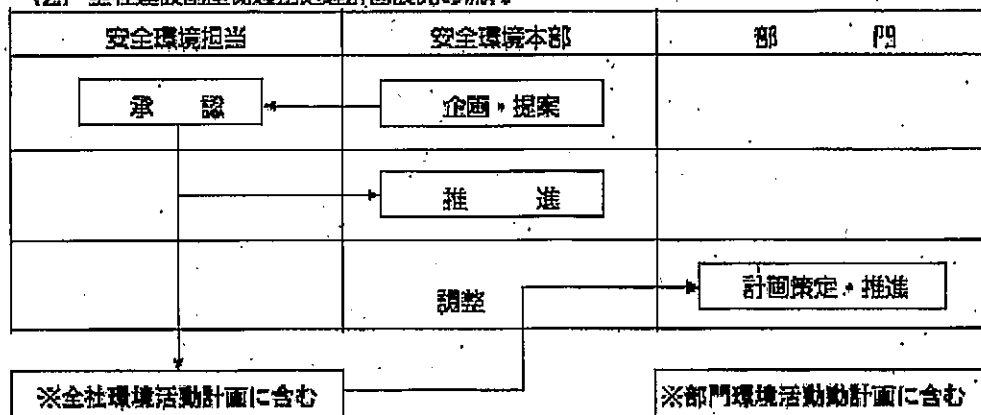 安全環境担当 安全環境本部 部 門
承 認 企画・提案
推 進
計画策定・推進
調整
※全社環境活動計画に含む ※部門環境活動動計画に含む